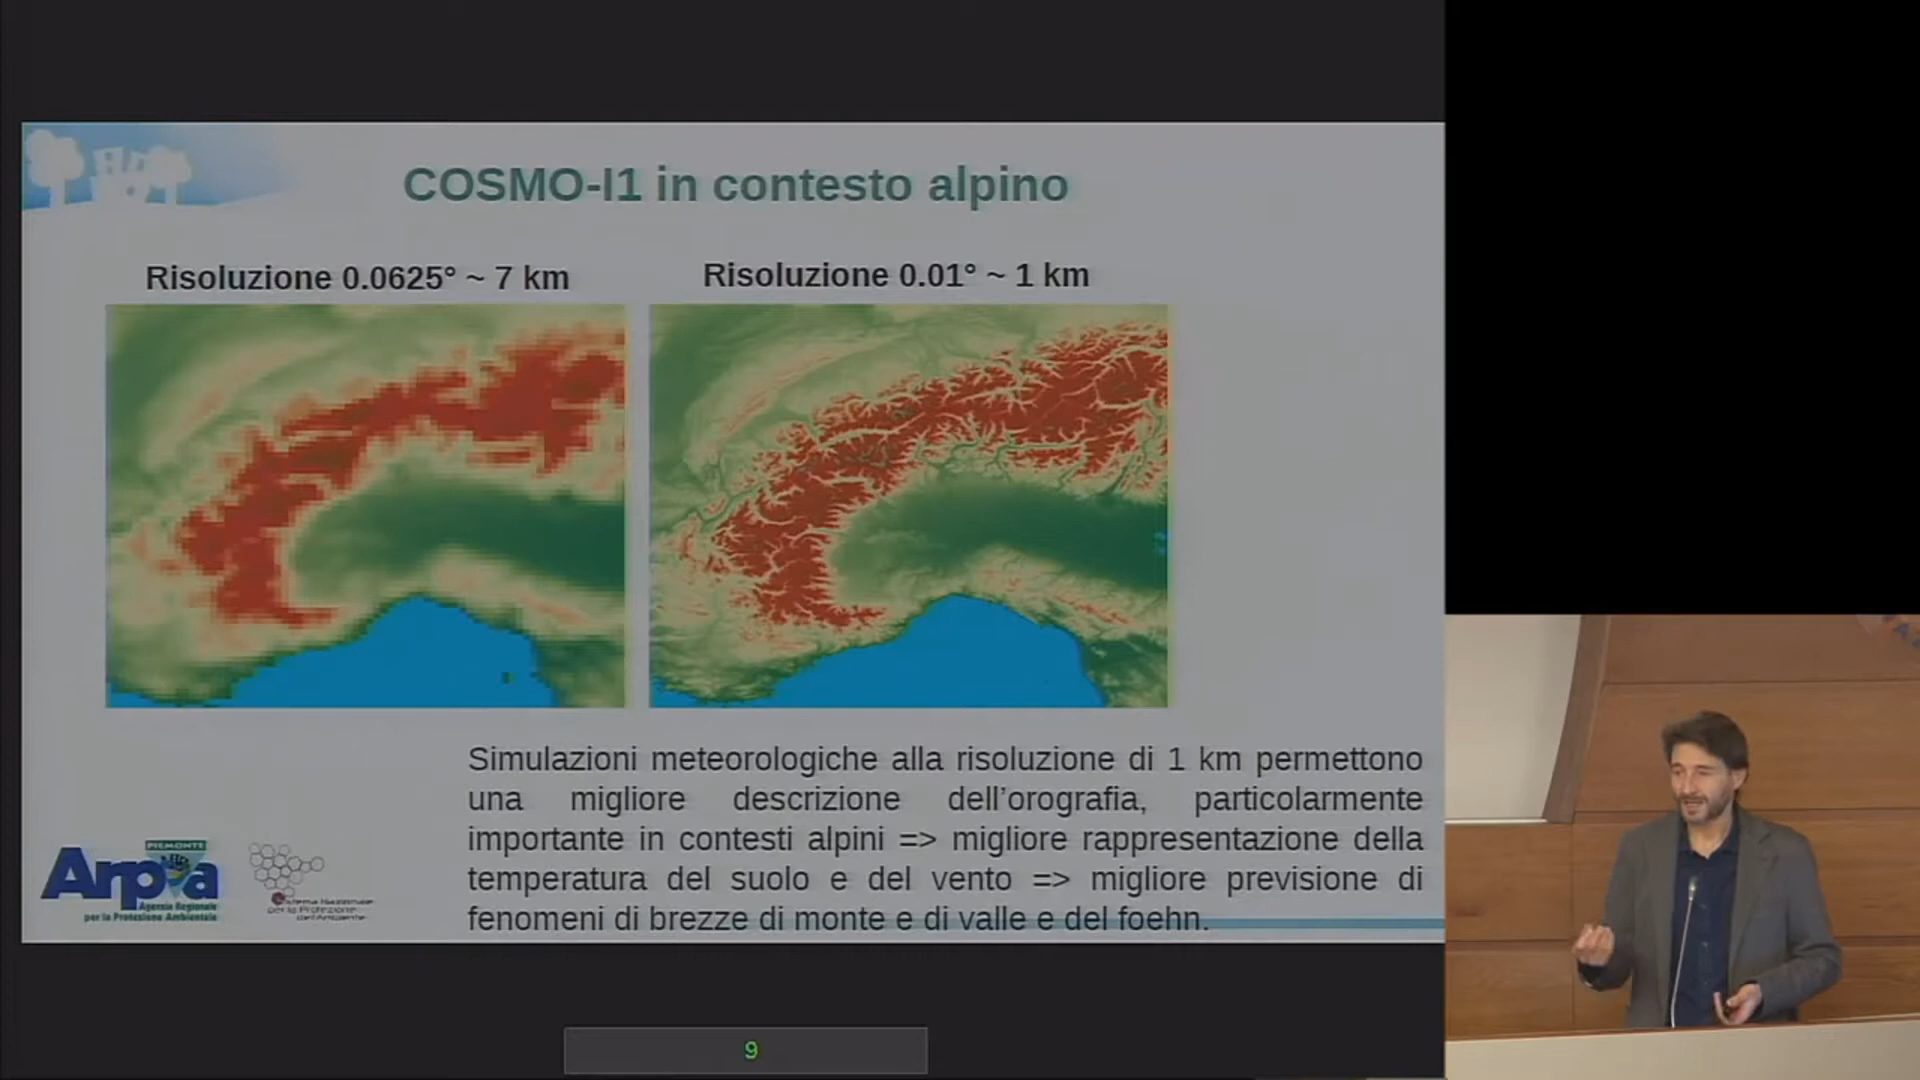 COSMO-I1 in contesto alpino
Risoluzione 0.0625° ~ 7 km
Risoluzione 0.01° ~ 1 km
Simulazioni meteorologiche alla risoluzione di 1 km permettono
una migliore descrizione dell’orografia, particolarmente
importante in contesti alpini => migliore rappresentazione della
temperatura del suolo e del vento => migliore previsione di
fenomeni di brezze di monte e di valle e del foehn.
PIEMONTE
Arpa
Agenzia Regionale
per la Protezione Ambientale
Sistema Nazionale
per la Protezione
dell'Ambiente
9